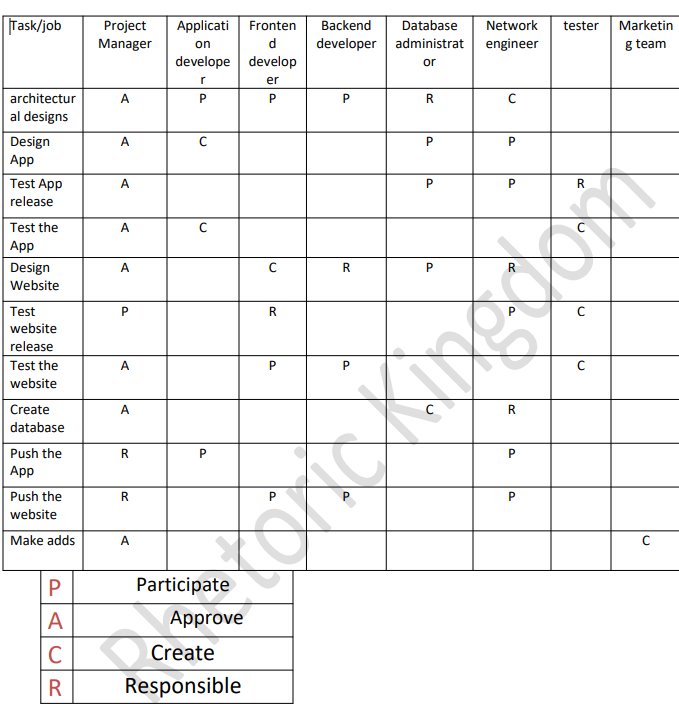 Task/job Project Manager Application developer Frontend developer Backend developer Database administrator Network engineer tester Marketing team
architectural designs A P P P R C
Design App A C P P
Test App release A P P R
Test the App A C C
Design Website A C R P R
Test website release P R P C
Test the website A P P C
Create database A C R
Push the App R P P
Push the website R P P P
Make adds A C
P Participate
A Approve
C Create
R Responsible
Rhetoric Kingdom